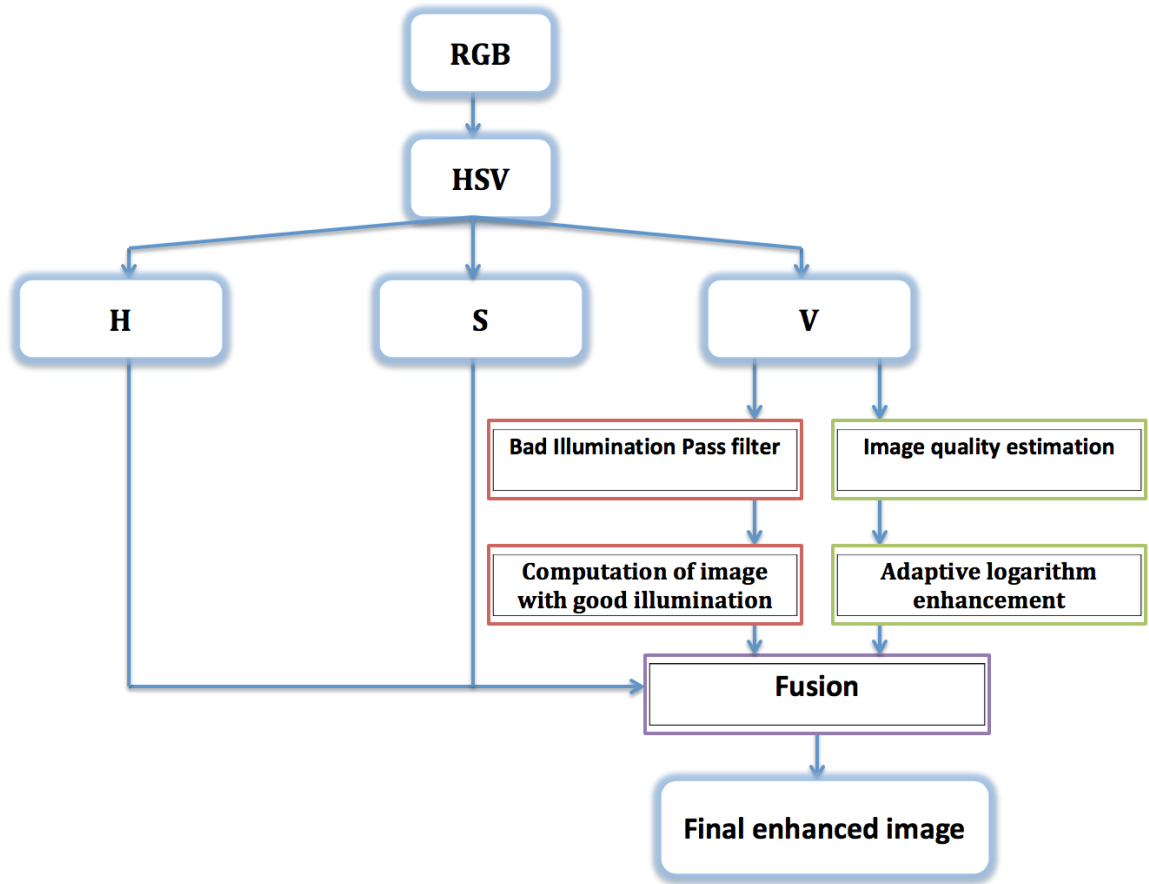 RGB
HSV
H
S
V
Bad Illumination Pass filter
Image quality estimation
Computation of image
with good illumination
Adaptive logarithm
enhancement
Fusion
Final enhanced image